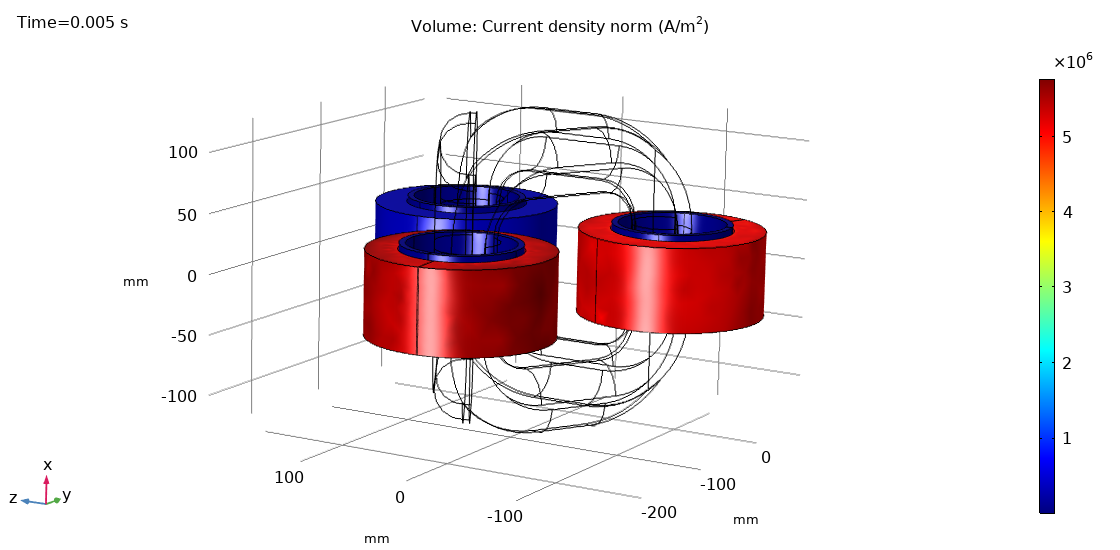 Time=0.005 s
Volume: Current density norm (A/m²)
×10⁶
5
4
3
2
1
100
50
0
-50
-100
mm
100
0
-100
mm
0
-100
-200
mm
x
z
y